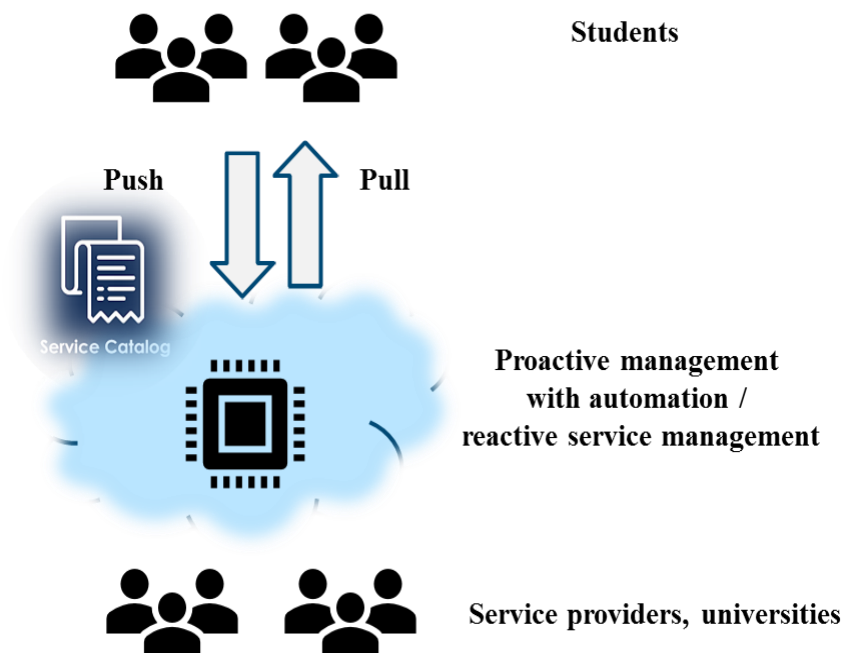 Students
Push
Pull
Service Catalog
Proactive management
with automation /
reactive service management
Service providers, universities